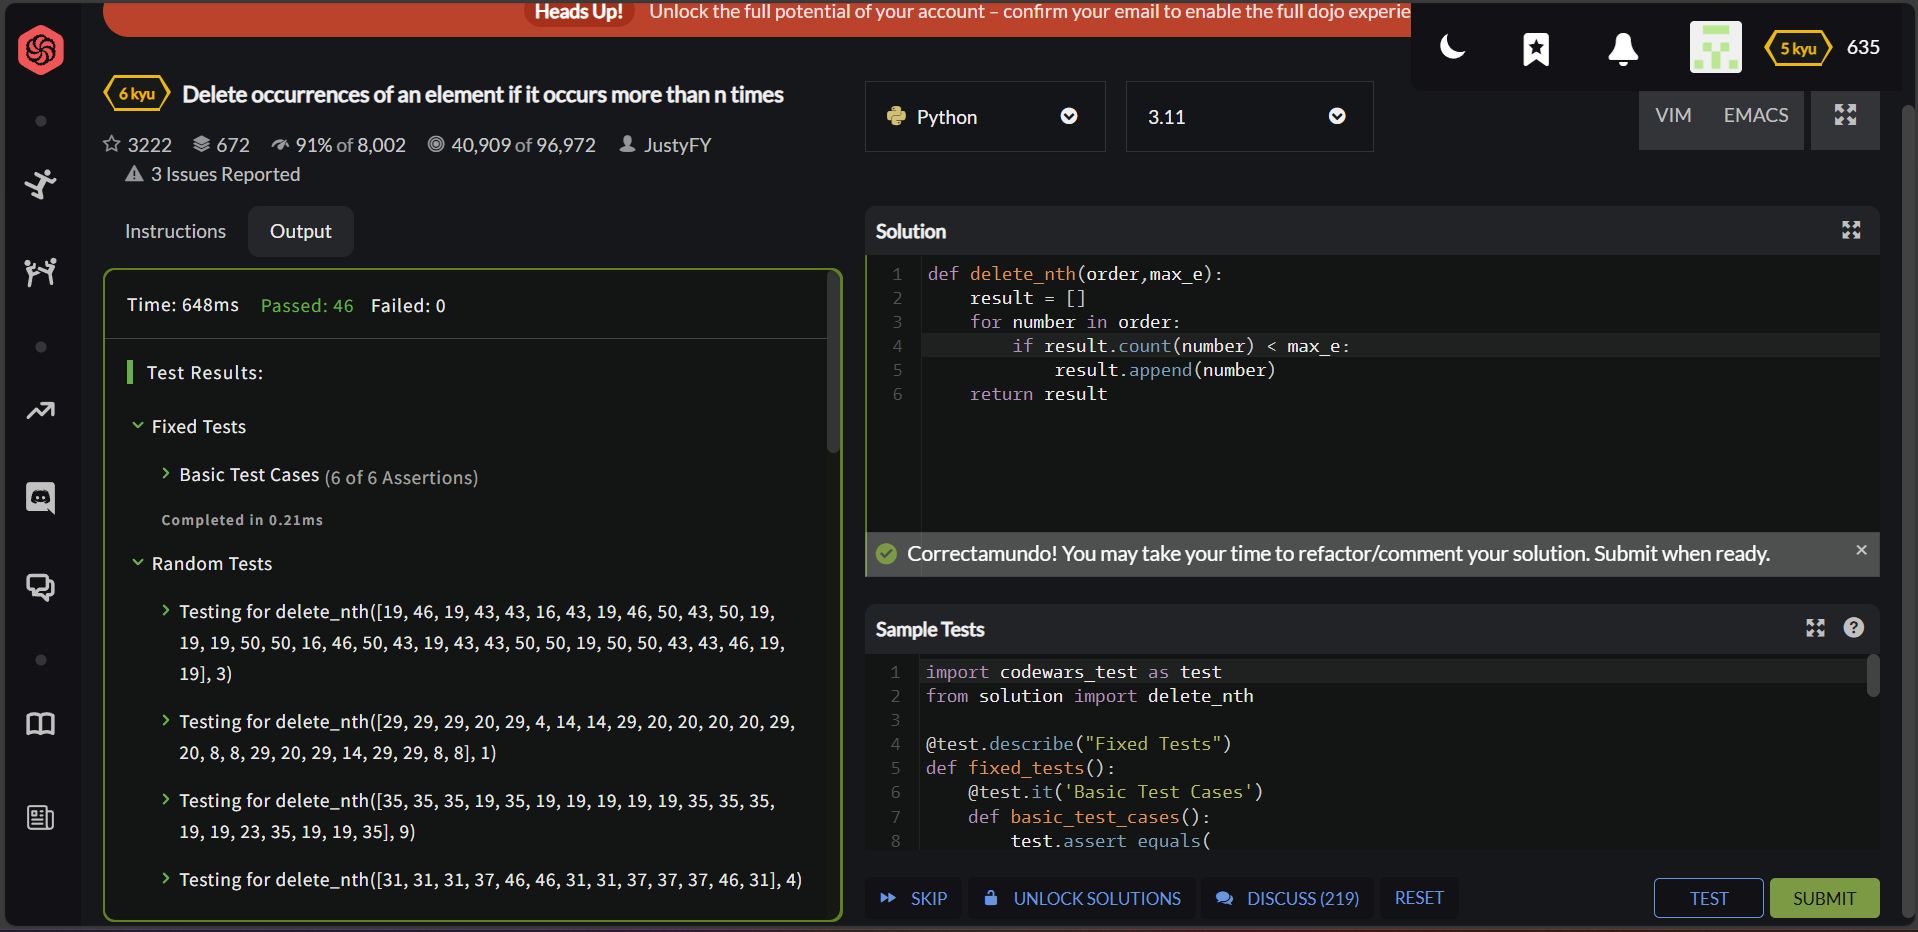 Heads Up! Unlock the full potential of your account – confirm your email to enable the full dojo experie
5 kyu 635
6 kyu Delete occurrences of an element if it occurs more than n times
3222 672 91% of 8,002 40,909 of 96,972 JustyFY
3 Issues Reported
Python 3.11 VIM EMACS
Instructions Output
Time: 648ms Passed: 46 Failed: 0
Test Results:
Fixed Tests
Basic Test Cases (6 of 6 Assertions)
Completed in 0.21ms
Random Tests
Testing for delete_nth([19, 46, 19, 43, 43, 16, 43, 19, 46, 50, 43, 50, 19,
19, 19, 50, 50, 16, 46, 50, 43, 19, 43, 43, 50, 50, 19, 50, 50, 43, 43, 46, 19,
19], 3)
Testing for delete_nth([29, 29, 29, 20, 29, 4, 14, 14, 29, 20, 20, 20, 20, 29,
20, 8, 8, 29, 20, 29, 14, 29, 29, 8, 8], 1)
Testing for delete_nth([35, 35, 35, 19, 35, 19, 19, 19, 19, 19, 35, 35, 35,
19, 19, 23, 35, 19, 19, 35], 9)
Testing for delete_nth([31, 31, 31, 37, 46, 46, 31, 31, 37, 37, 37, 46, 31], 4)
Solution
1 def delete_nth(order,max_e):
2     result = []
3     for number in order:
4         if result.count(number) < max_e:
5             result.append(number)
6     return result
Correctamundo! You may take your time to refactor/comment your solution. Submit when ready. ×
Sample Tests ?
1 import codewars_test as test
2 from solution import delete_nth
3
4 @test.describe("Fixed Tests")
5 def fixed_tests():
6     @test.it('Basic Test Cases')
7     def basic_test_cases():
8         test.assert_equals(
SKIP UNLOCK SOLUTIONS DISCUSS (219) RESET TEST SUBMIT